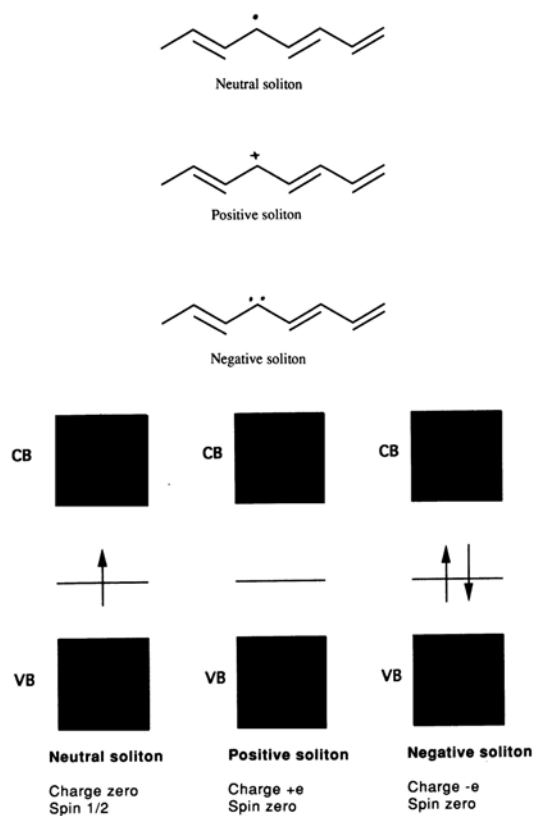 Neutral soliton
Positive soliton
Negative soliton
CB
CB
CB
VB
VB
VB
Neutral soliton
Positive soliton
Negative soliton
Charge zero
Charge +e
Charge -e
Spin 1/2
Spin zero
Spin zero